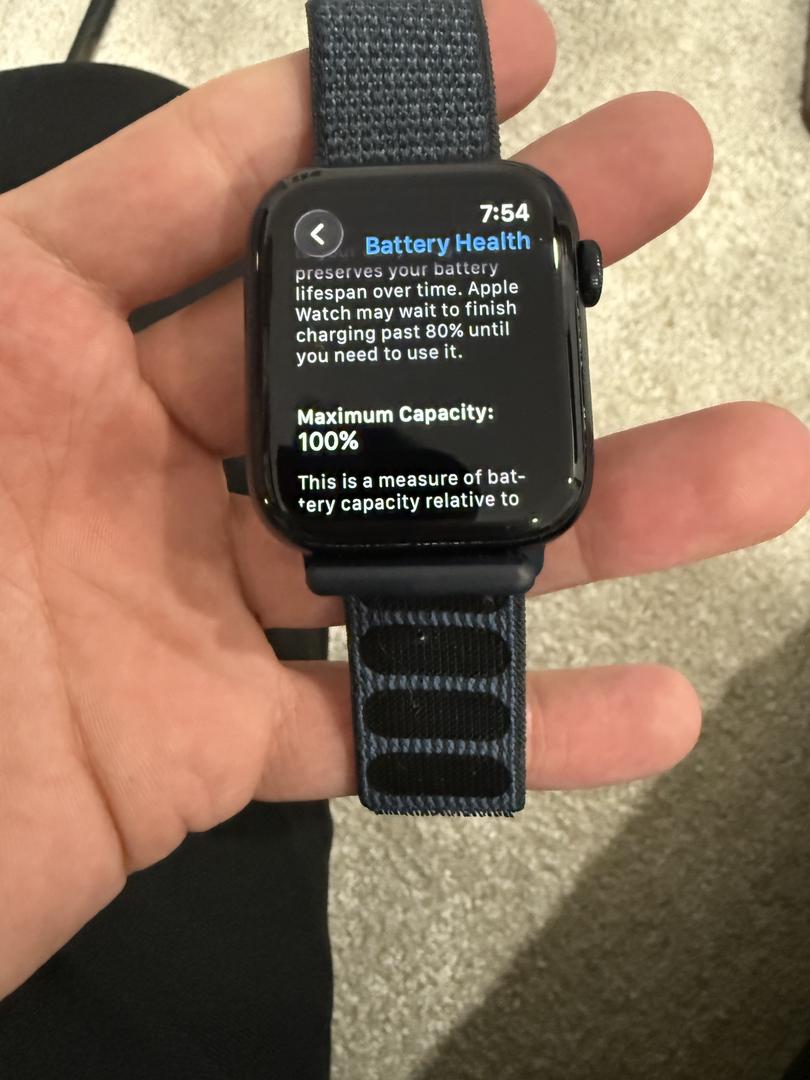 7:54
Battery Health
preserves your battery
lifespan over time. Apple
Watch may wait to finish
charging past 80% until
you need to use it.
Maximum Capacity:
100%
This is a measure of bat-
tery capacity relative to